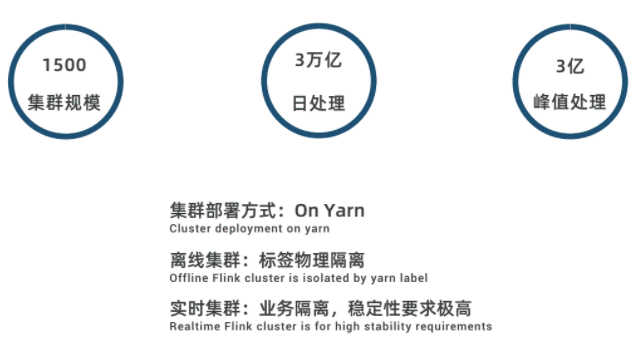 1500
集群规模
3万亿
日处理
3亿
峰值处理
集群部署方式：On Yarn
Cluster deployment on yarn
离线集群：标签物理隔离
Offline Flink cluster is isolated by yarn label
实时集群：业务隔离，稳定性要求极高
Realtime Flink cluster is for high stability requirements